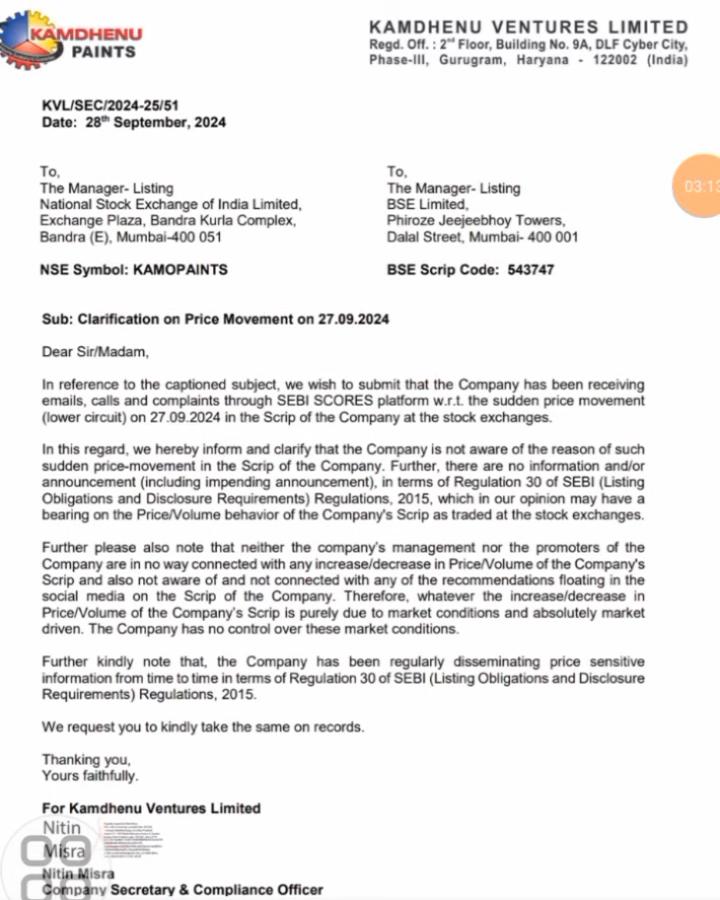 KAMDHENU
PAINTS
KAMDHENU VENTURES LIMITED
Regd. Off. : 2nd Floor, Building No. 9A, DLF Cyber City,
Phase-III, Gurugram, Haryana - 122002 (India)
KVL/SEC/2024-25/51
Date: 28th September, 2024
To,
The Manager- Listing
National Stock Exchange of India Limited,
Exchange Plaza, Bandra Kurla Complex,
Bandra (E), Mumbai-400 051
NSE Symbol: KAMOPAINTS
To,
The Manager- Listing
BSE Limited,
Phiroze Jeejeebhoy Towers,
Dalal Street, Mumbai- 400 001
BSE Scrip Code: 543747
03:13
Sub: Clarification on Price Movement on 27.09.2024
Dear Sir/Madam,
In reference to the captioned subject, we wish to submit that the Company has been receiving
emails, calls and complaints through SEBI SCORES platform w.r.t. the sudden price movement
(lower circuit) on 27.09.2024 in the Scrip of the Company at the stock exchanges.
In this regard, we hereby inform and clarify that the Company is not aware of the reason of such
sudden price-movement in the Scrip of the Company. Further, there are no information and/or
announcement (including impending announcement), in terms of Regulation 30 of SEBI (Listing
Obligations and Disclosure Requirements) Regulations, 2015, which in our opinion may have a
bearing on the Price/Volume behavior of the Company's Scrip as traded at the stock exchanges.
Further please also note that neither the company's management nor the promoters of the
Company are in no way connected with any increase/decrease in Price/Volume of the Company's
Scrip and also not aware of and not connected with any of the recommendations floating in the
social media on the Scrip of the Company. Therefore, whatever the increase/decrease in
Price/Volume of the Company's Scrip is purely due to market conditions and absolutely market
driven. The Company has no control over these market conditions.
Further kindly note that, the Company has been regularly disseminating price sensitive
information from time to time in terms of Regulation 30 of SEBI (Listing Obligations and Disclosure
Requirements) Regulations, 2015.
We request you to kindly take the same on records.
Thanking you,
Yours faithfully.
For Kamdhenu Ventures Limited
Nitin
Misra
Nitin Misra
Company Secretary & Compliance Officer